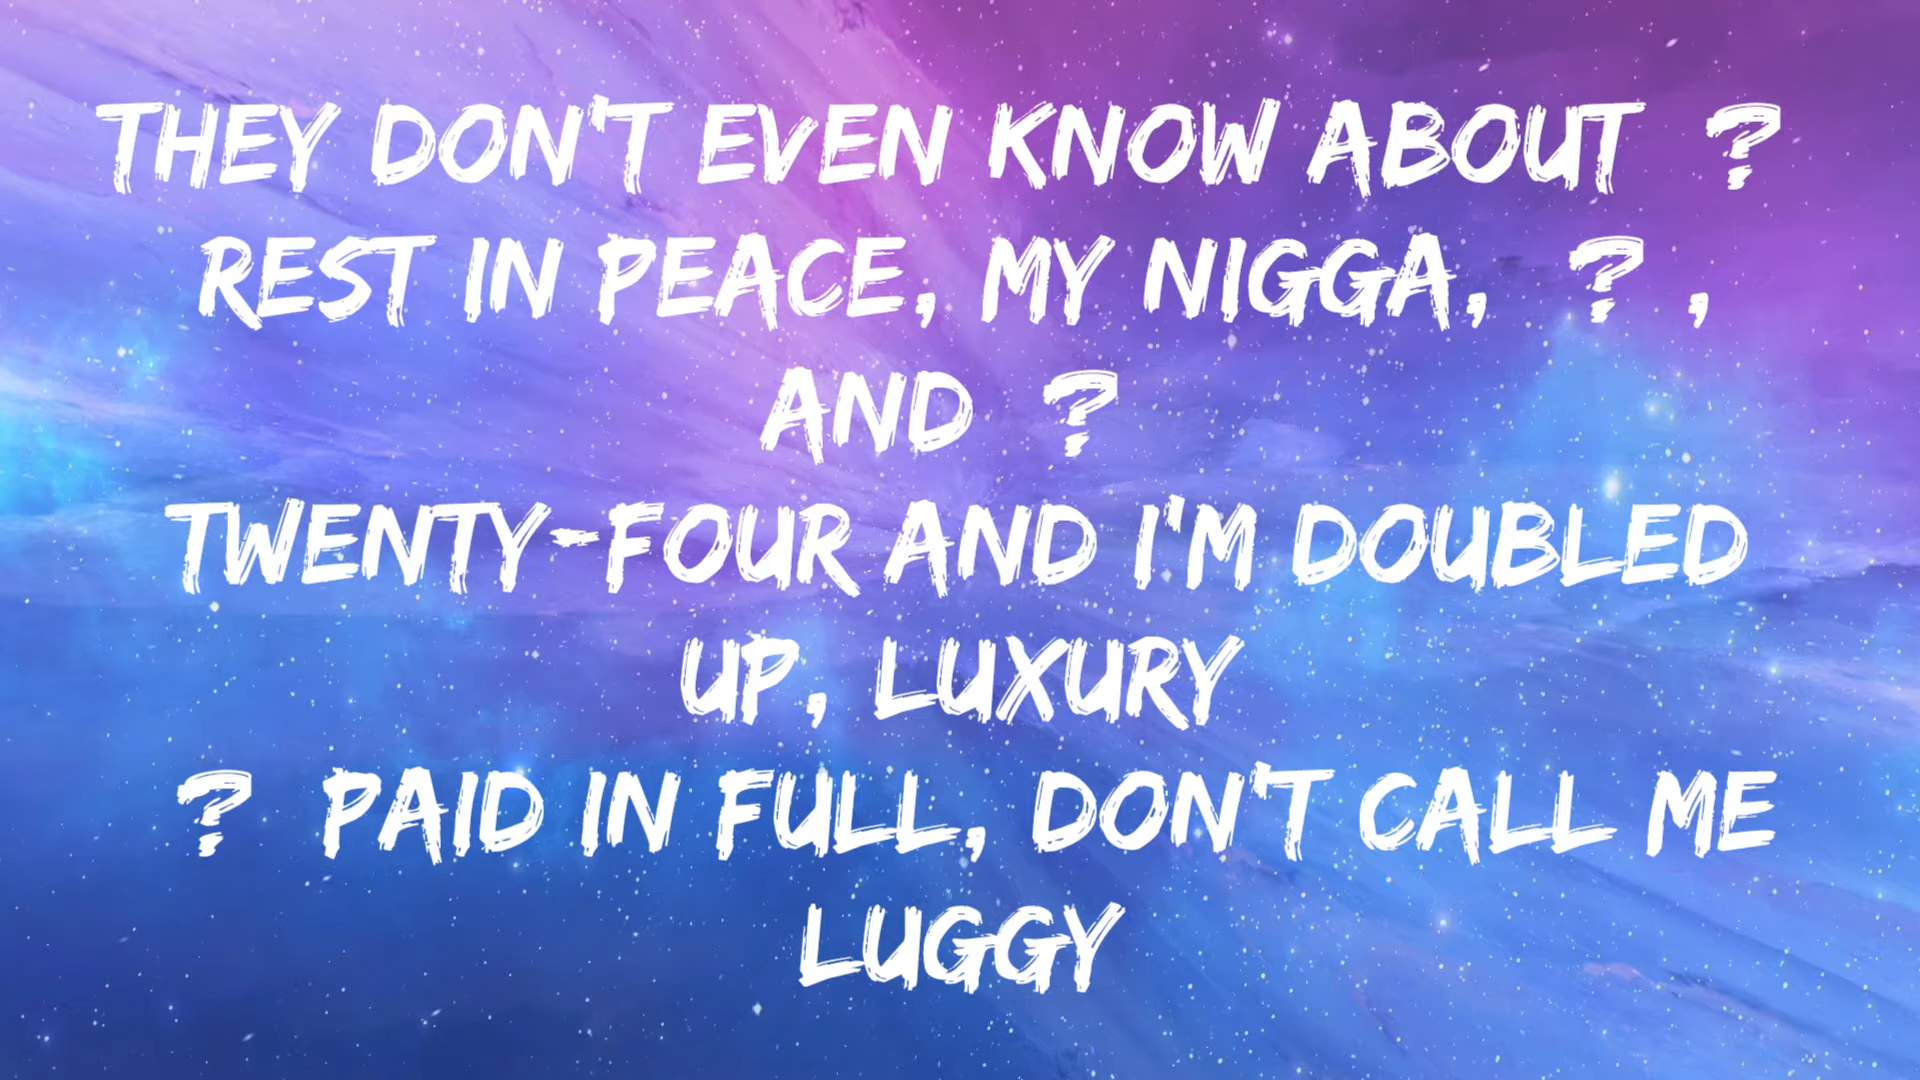 THEY DON'T EVEN KNOW ABOUT ?
REST IN PEACE, MY NIGGA, ? ,
AND ?
TWENTY-FOUR AND I'M DOUBLED
UP, LUXURY
? PAID IN FULL, DON'T CALL ME
LUGGY